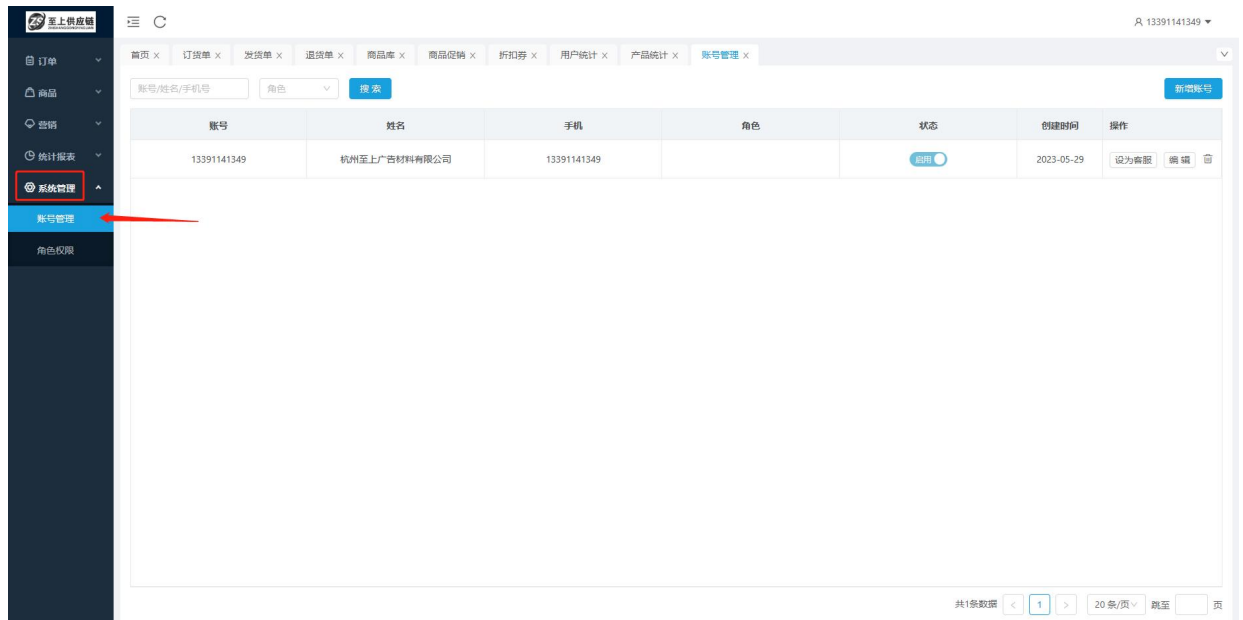 至上供应链
13391141349
订单
商品
营销
统计报表
系统管理
账号管理
角色权限
首页 × 订货单 × 发货单 × 退货单 × 商品库 × 商品促销 × 折扣券 × 用户统计 × 产品统计 × 账号管理 ×
账号/姓名/手机号 角色 搜索 新增账号
账号 姓名 手机 角色 状态 创建时间 操作
13391141349 杭州至上广告材料有限公司 13391141349 启用 2023-05-29 设为客服 编辑
共1条数据 < 1 > 20 条/页 跳至 页